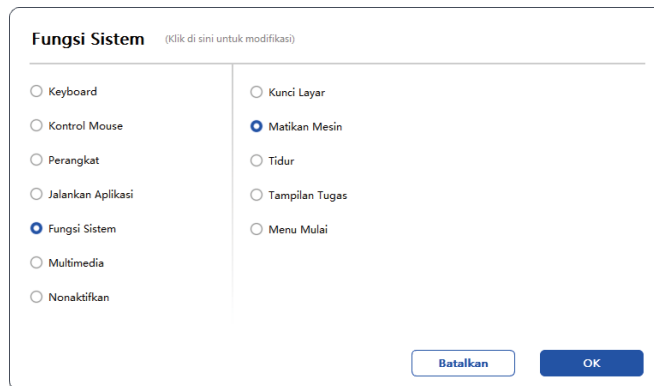 Fungsi Sistem (Klik di sini untuk modifikasi)
Keyboard
Kontrol Mouse
Perangkat
Jalankan Aplikasi
Fungsi Sistem
Multimedia
Nonaktifkan
Kunci Layar
Matikan Mesin
Tidur
Tampilan Tugas
Menu Mulai
Batalkan
OK